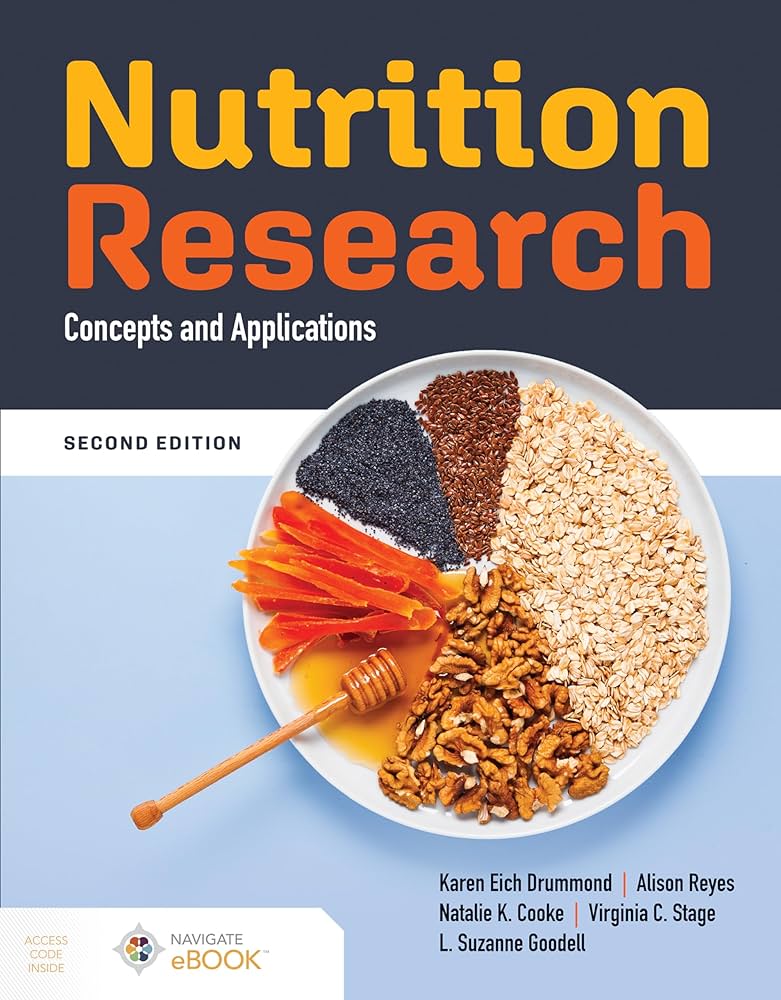 Nutrition
Research
Concepts and Applications
SECOND EDITION
Karen Eich Drummond | Alison Reyes
Natalie K. Cooke | Virginia C. Stage
L. Suzanne Goodell
ACCESS
CODE
INSIDE
NAVIGATE
eBOOK™